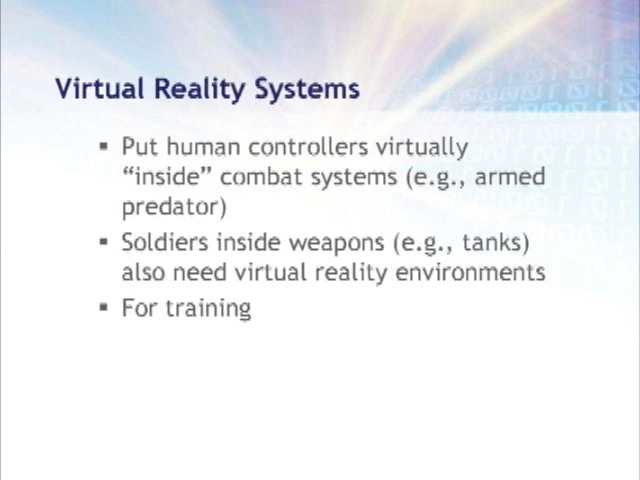 Virtual Reality Systems
▪ Put human controllers virtually
“inside” combat systems (e.g., armed
predator)
▪ Soldiers inside weapons (e.g., tanks)
also need virtual reality environments
▪ For training